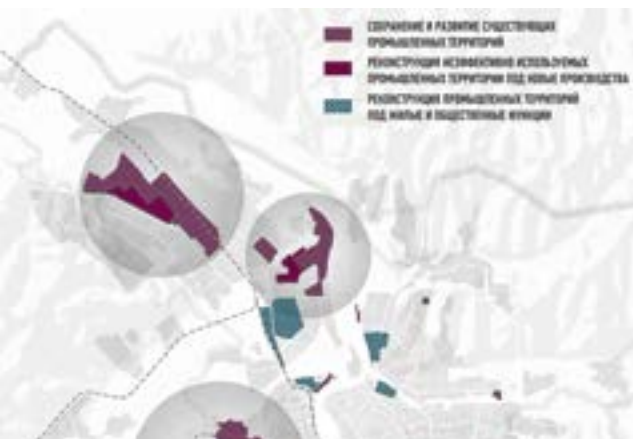 СОХРАНЕНИЕ И РАЗВИТИЕ СУЩЕСТВУЮЩИХ
ПРОМЫШЛЕННЫХ ТЕРРИТОРИЙ
РЕКОНСТРУКЦИЯ НЕЭФФЕКТИВНО ИСПОЛЬЗУЕМЫХ
ПРОМЫШЛЕННЫХ ТЕРРИТОРИЙ ПОД НОВЫЕ ПРОИЗВОДСТВА
РЕКОНСТРУКЦИЯ ПРОМЫШЛЕННЫХ ТЕРРИТОРИЙ
ПОД ЖИЛЬЕ И ОБЩЕСТВЕННЫЕ ФУНКЦИИ